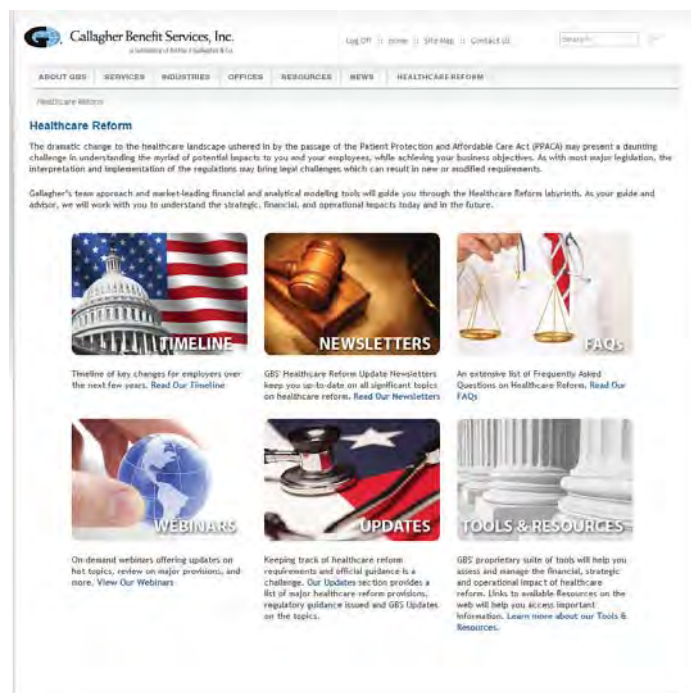 Gallagher Benefit Services, Inc.
a subsidiary of Arthur J. Gallagher & Co.
Log Off :: Home :: Site Map :: Contact Us
ABOUT GBS SERVICES INDUSTRIES OFFICES RESOURCES NEWS HEALTHCARE REFORM
Healthcare Reform
Healthcare Reform
The dramatic change to the healthcare landscape ushered in by the passage of the Patient Protection and Affordable Care Act (PPACA) may present a daunting
challenge in understanding the myriad of potential impacts to you and your employees, while achieving your business objectives. As with most major legislation, the
interpretation and implementation of the regulations may bring legal challenges which can result in new or modified requirements.
Gallagher's team approach and market-leading financial and analytical modeling tools will guide you through the Healthcare Reform labyrinth. As your guide and
advisor, we will work with you to understand the strategic, financial, and operational impacts today and in the future.
TIMELINE
Timeline of key changes for employers over
the next few years. Read Our Timeline
NEWSLETTERS
GBS' Healthcare Reform Update Newsletters
keep you up-to-date on all significant topics
on healthcare reform. Read Our Newsletters
FAQs
An extensive list of Frequently Asked
Questions on Healthcare Reform. Read Our
FAQs
WEBINARS
On-demand webinars offering updates on
hot topics, review on major provisions, and
more. View Our Webinars
UPDATES
Keeping track of healthcare reform
requirements and official guidance is a
challenge. Our Updates section provides a
list of major healthcare reform provisions,
regulatory guidance issued and GBS Updates
on the topics.
TOOLS & RESOURCES
GBS' proprietary suite of tools will help you
assess and manage the financial, strategic
and operational impact of healthcare
reform. Links to available Resources on the
web will help you access important
information. Learn more about our Tools &
Resources.